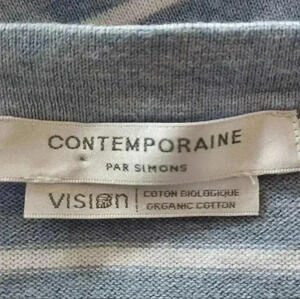 CONTEMPORAINE
PAR SIMONS
VISION
COTON BIOLOGIQUE
ORGANIC COTTON